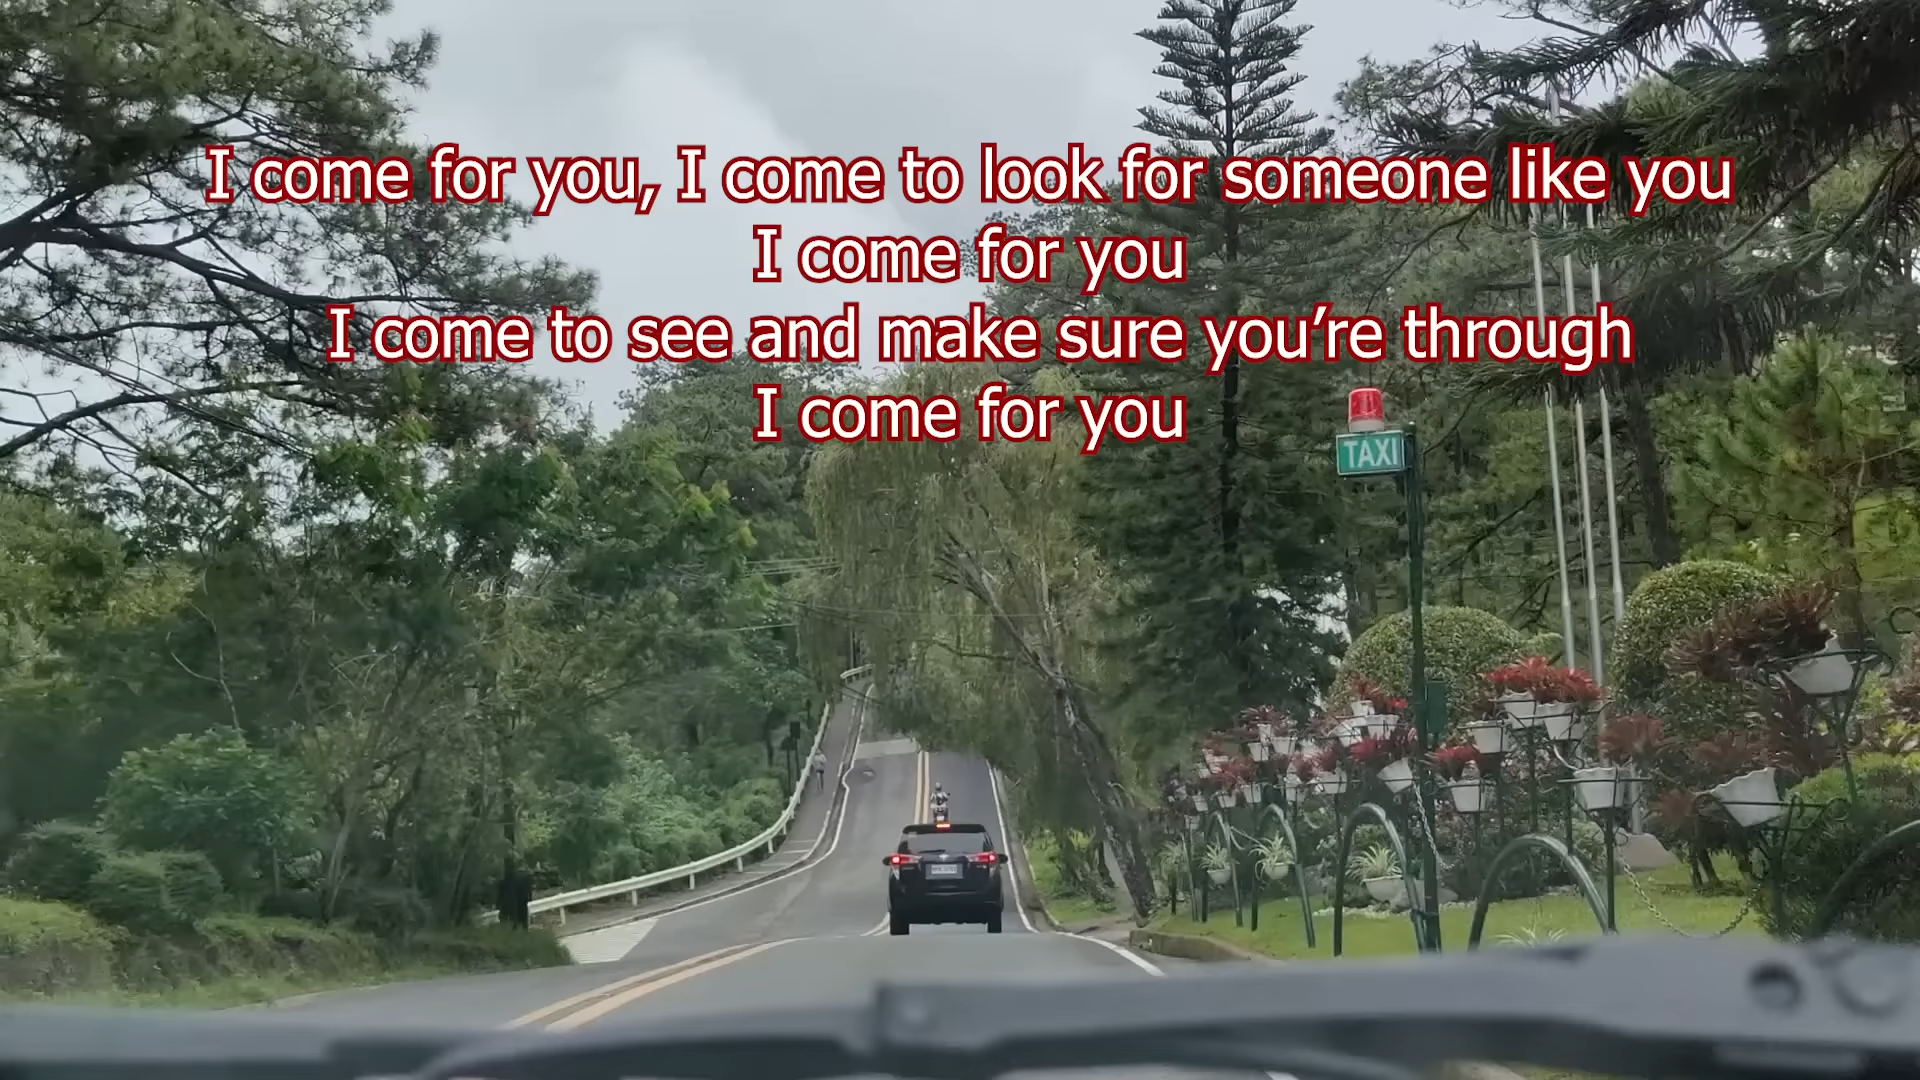 I come for you, I come to look for someone like you
I come for you
I come to see and make sure you’re through
I come for you
TAXI